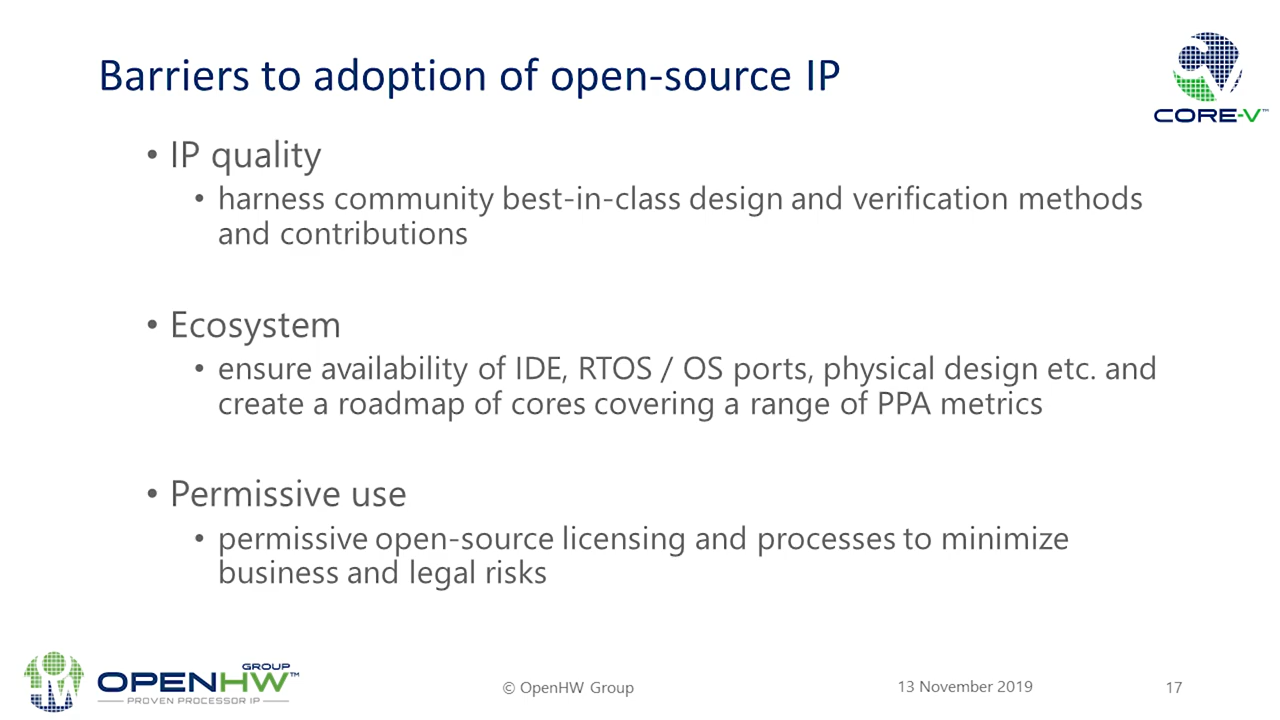 Barriers to adoption of open-source IP
CORE-V™
• IP quality
• harness community best-in-class design and verification methods
and contributions
• Ecosystem
• ensure availability of IDE, RTOS / OS ports, physical design etc. and
create a roadmap of cores covering a range of PPA metrics
• Permissive use
• permissive open-source licensing and processes to minimize
business and legal risks
OPENHW GROUP™
PROVEN PROCESSOR IP
© OpenHW Group
13 November 2019
17